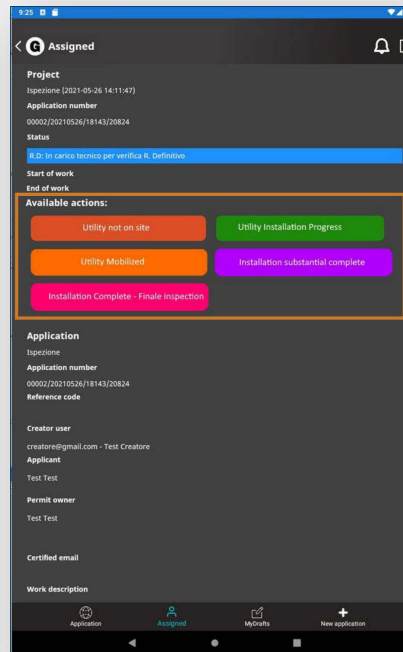 9:25
Assigned
Project
Ispezione (2021-05-26 14:11:47)
Application number
00002/20210526/18143/20824
Status
R.D: In carico tecnico per verifica R. Definitivo
Start of work
End of work
Available actions:
Utility not on site
Utility Installation Progress
Utility Mobilized
Installation substantial complete
Installation Complete - Finale Inspection
Application
Ispezione
Application number
00002/20210526/18143/20824
Reference code
Creator user
creatore@gmail.com - Test Creatore
Applicant
Test Test
Permit owner
Test Test
Certified email
Work description
Application
Assigned
MyDrafts
New application